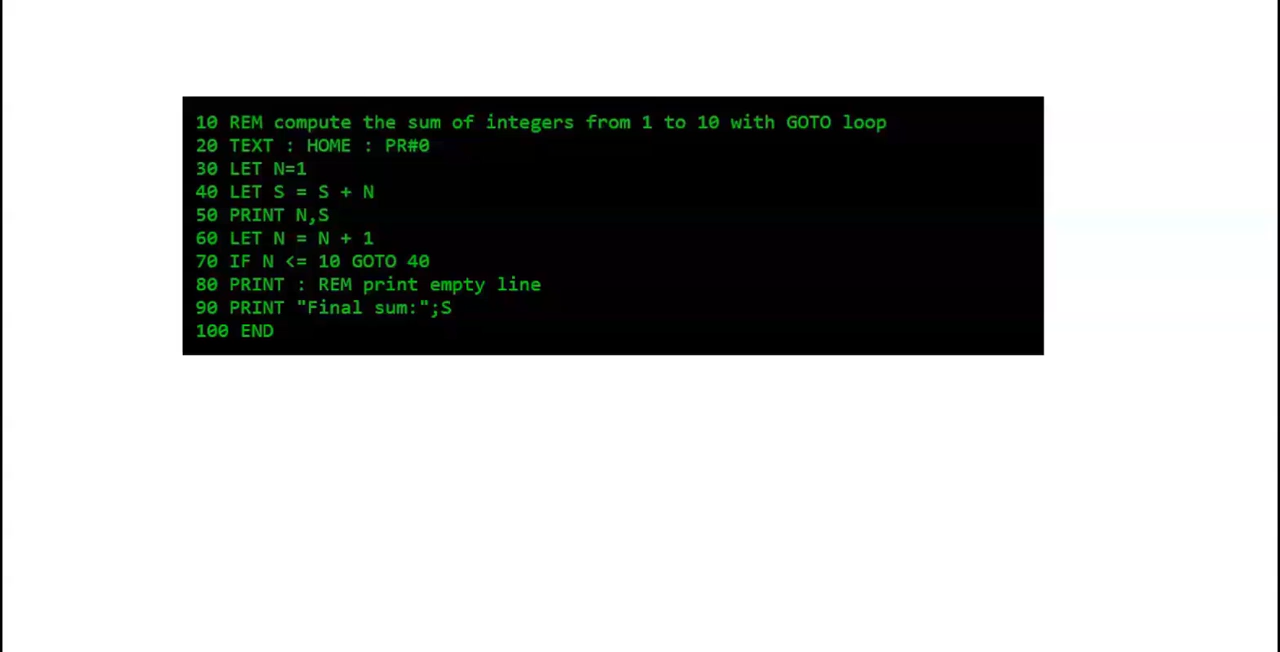 10 REM compute the sum of integers from 1 to 10 with GOTO loop
20 TEXT : HOME : PR#0
30 LET N=1
40 LET S = S + N
50 PRINT N,S
60 LET N = N + 1
70 IF N <= 10 GOTO 40
80 PRINT : REM print empty line
90 PRINT "Final sum:";S
100 END